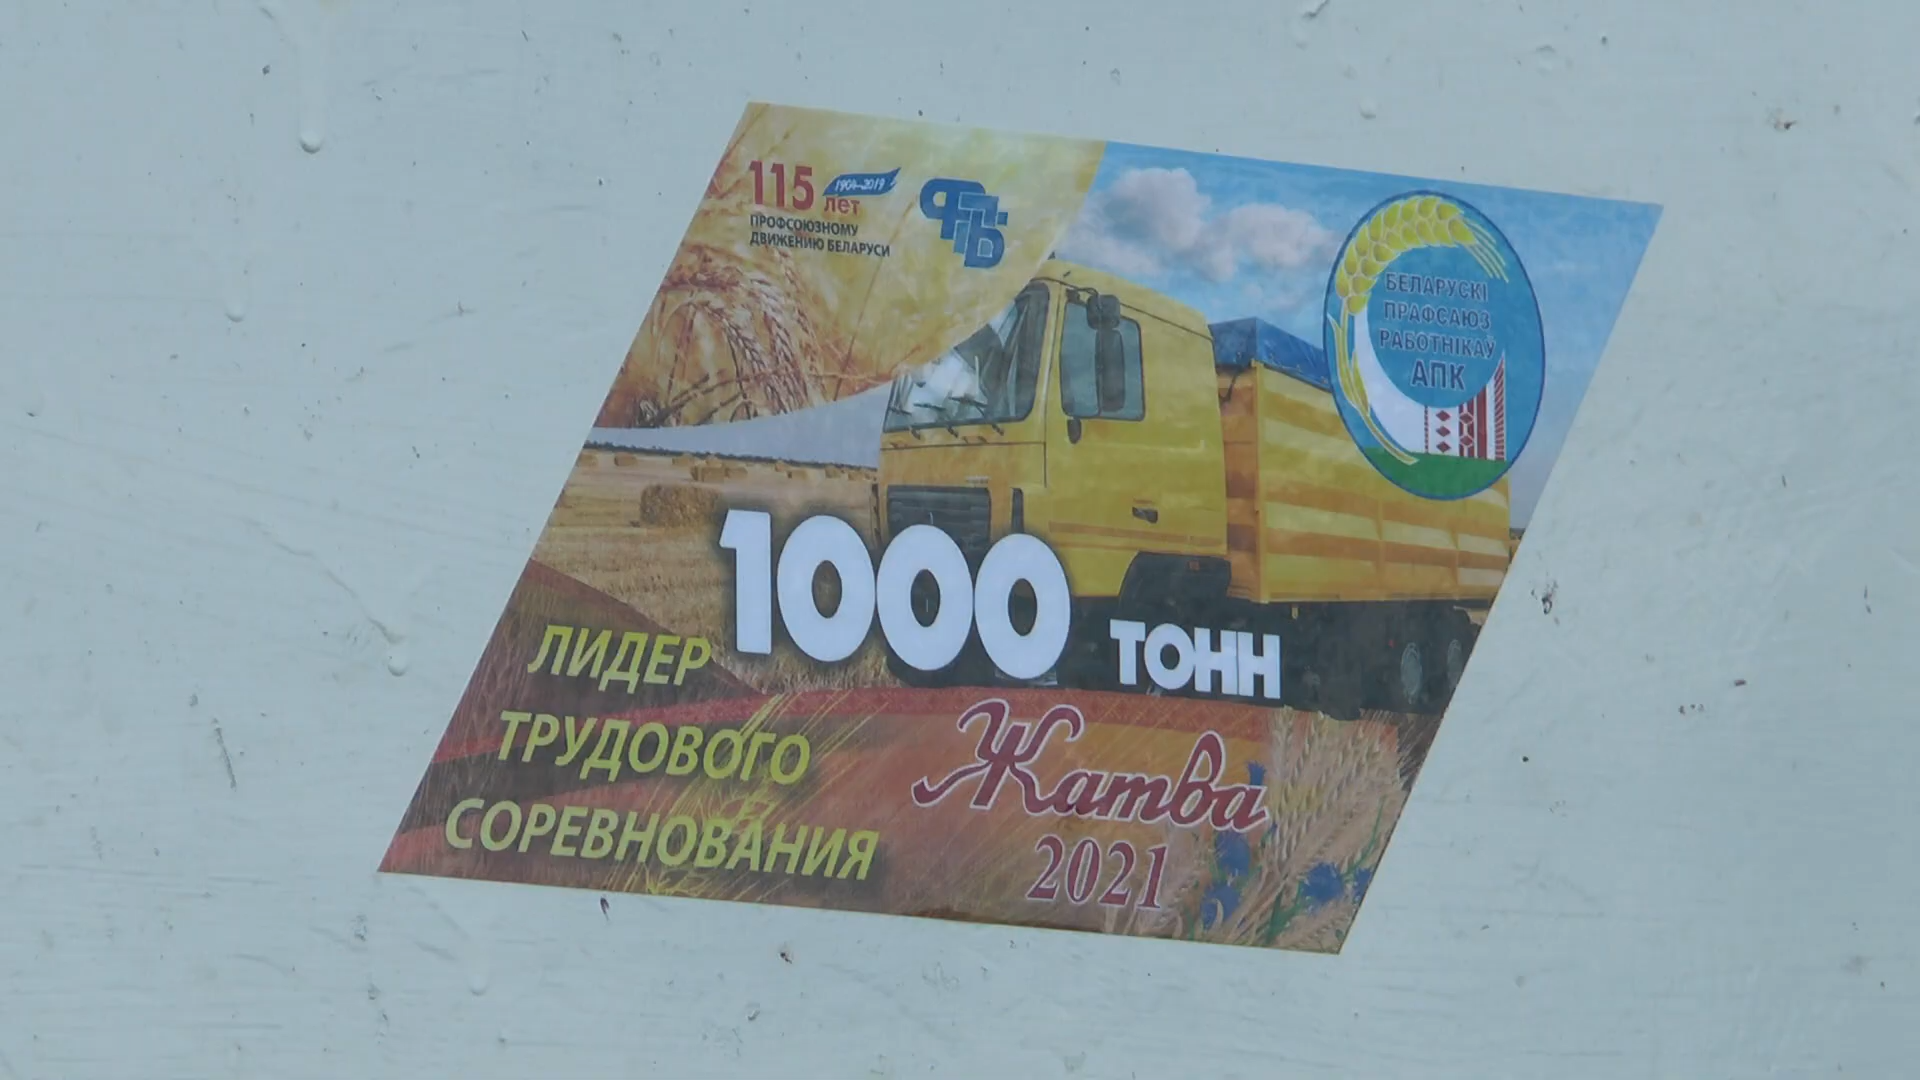 115 лет
1904–2019
ПРОФСОЮЗНОМУ
ДВИЖЕНИЮ БЕЛАРУСИ
ФПБ
БЕЛАРУСКІ
ПРАФСАЮЗ
РАБОТНІКАЎ
АПК
1000 ТОНН
ЛИДЕР
ТРУДОВОГО
СОРЕВНОВАНИЯ
Жатва
2021